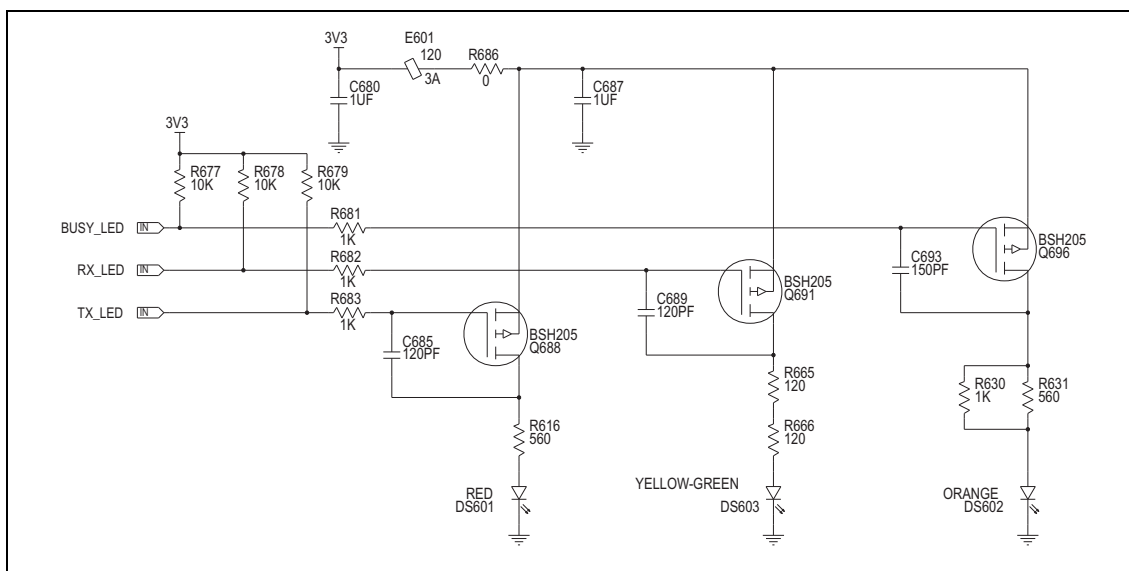 3V3
E601
120
3A
R686
0
C680
1UF
C687
1UF
3V3
R677
10K
R678
10K
R679
10K
BUSY_LED
IN
R681
1K
BSH205
Q696
RX_LED
IN
R682
1K
C693
150PF
BSH205
Q691
TX_LED
IN
R683
1K
C689
120PF
BSH205
Q688
C685
120PF
R665
120
R630
1K
R631
560
R616
560
R666
120
RED
DS601
YELLOW-GREEN
DS603
ORANGE
DS602